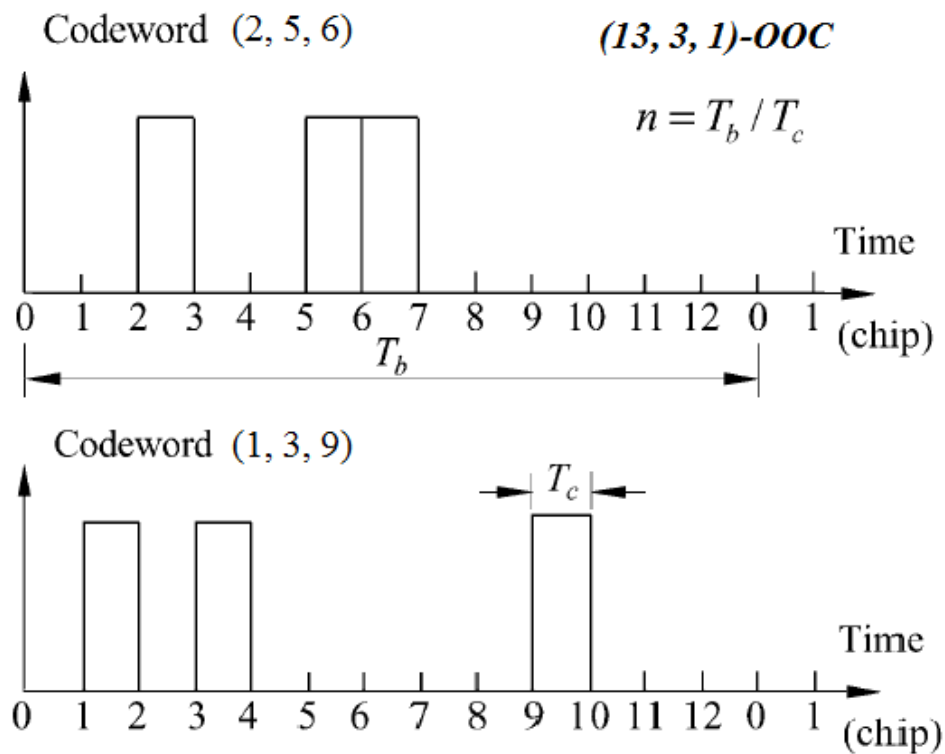 Codeword (2, 5, 6)
(13, 3, 1)-OOC
n = T_b / T_c
Time
0 1 2 3 4 5 6 7 8 9 10 11 12 0 1
(chip)
T_b
Codeword (1, 3, 9)
T_c
Time
0 1 2 3 4 5 6 7 8 9 10 11 12 0 1
(chip)